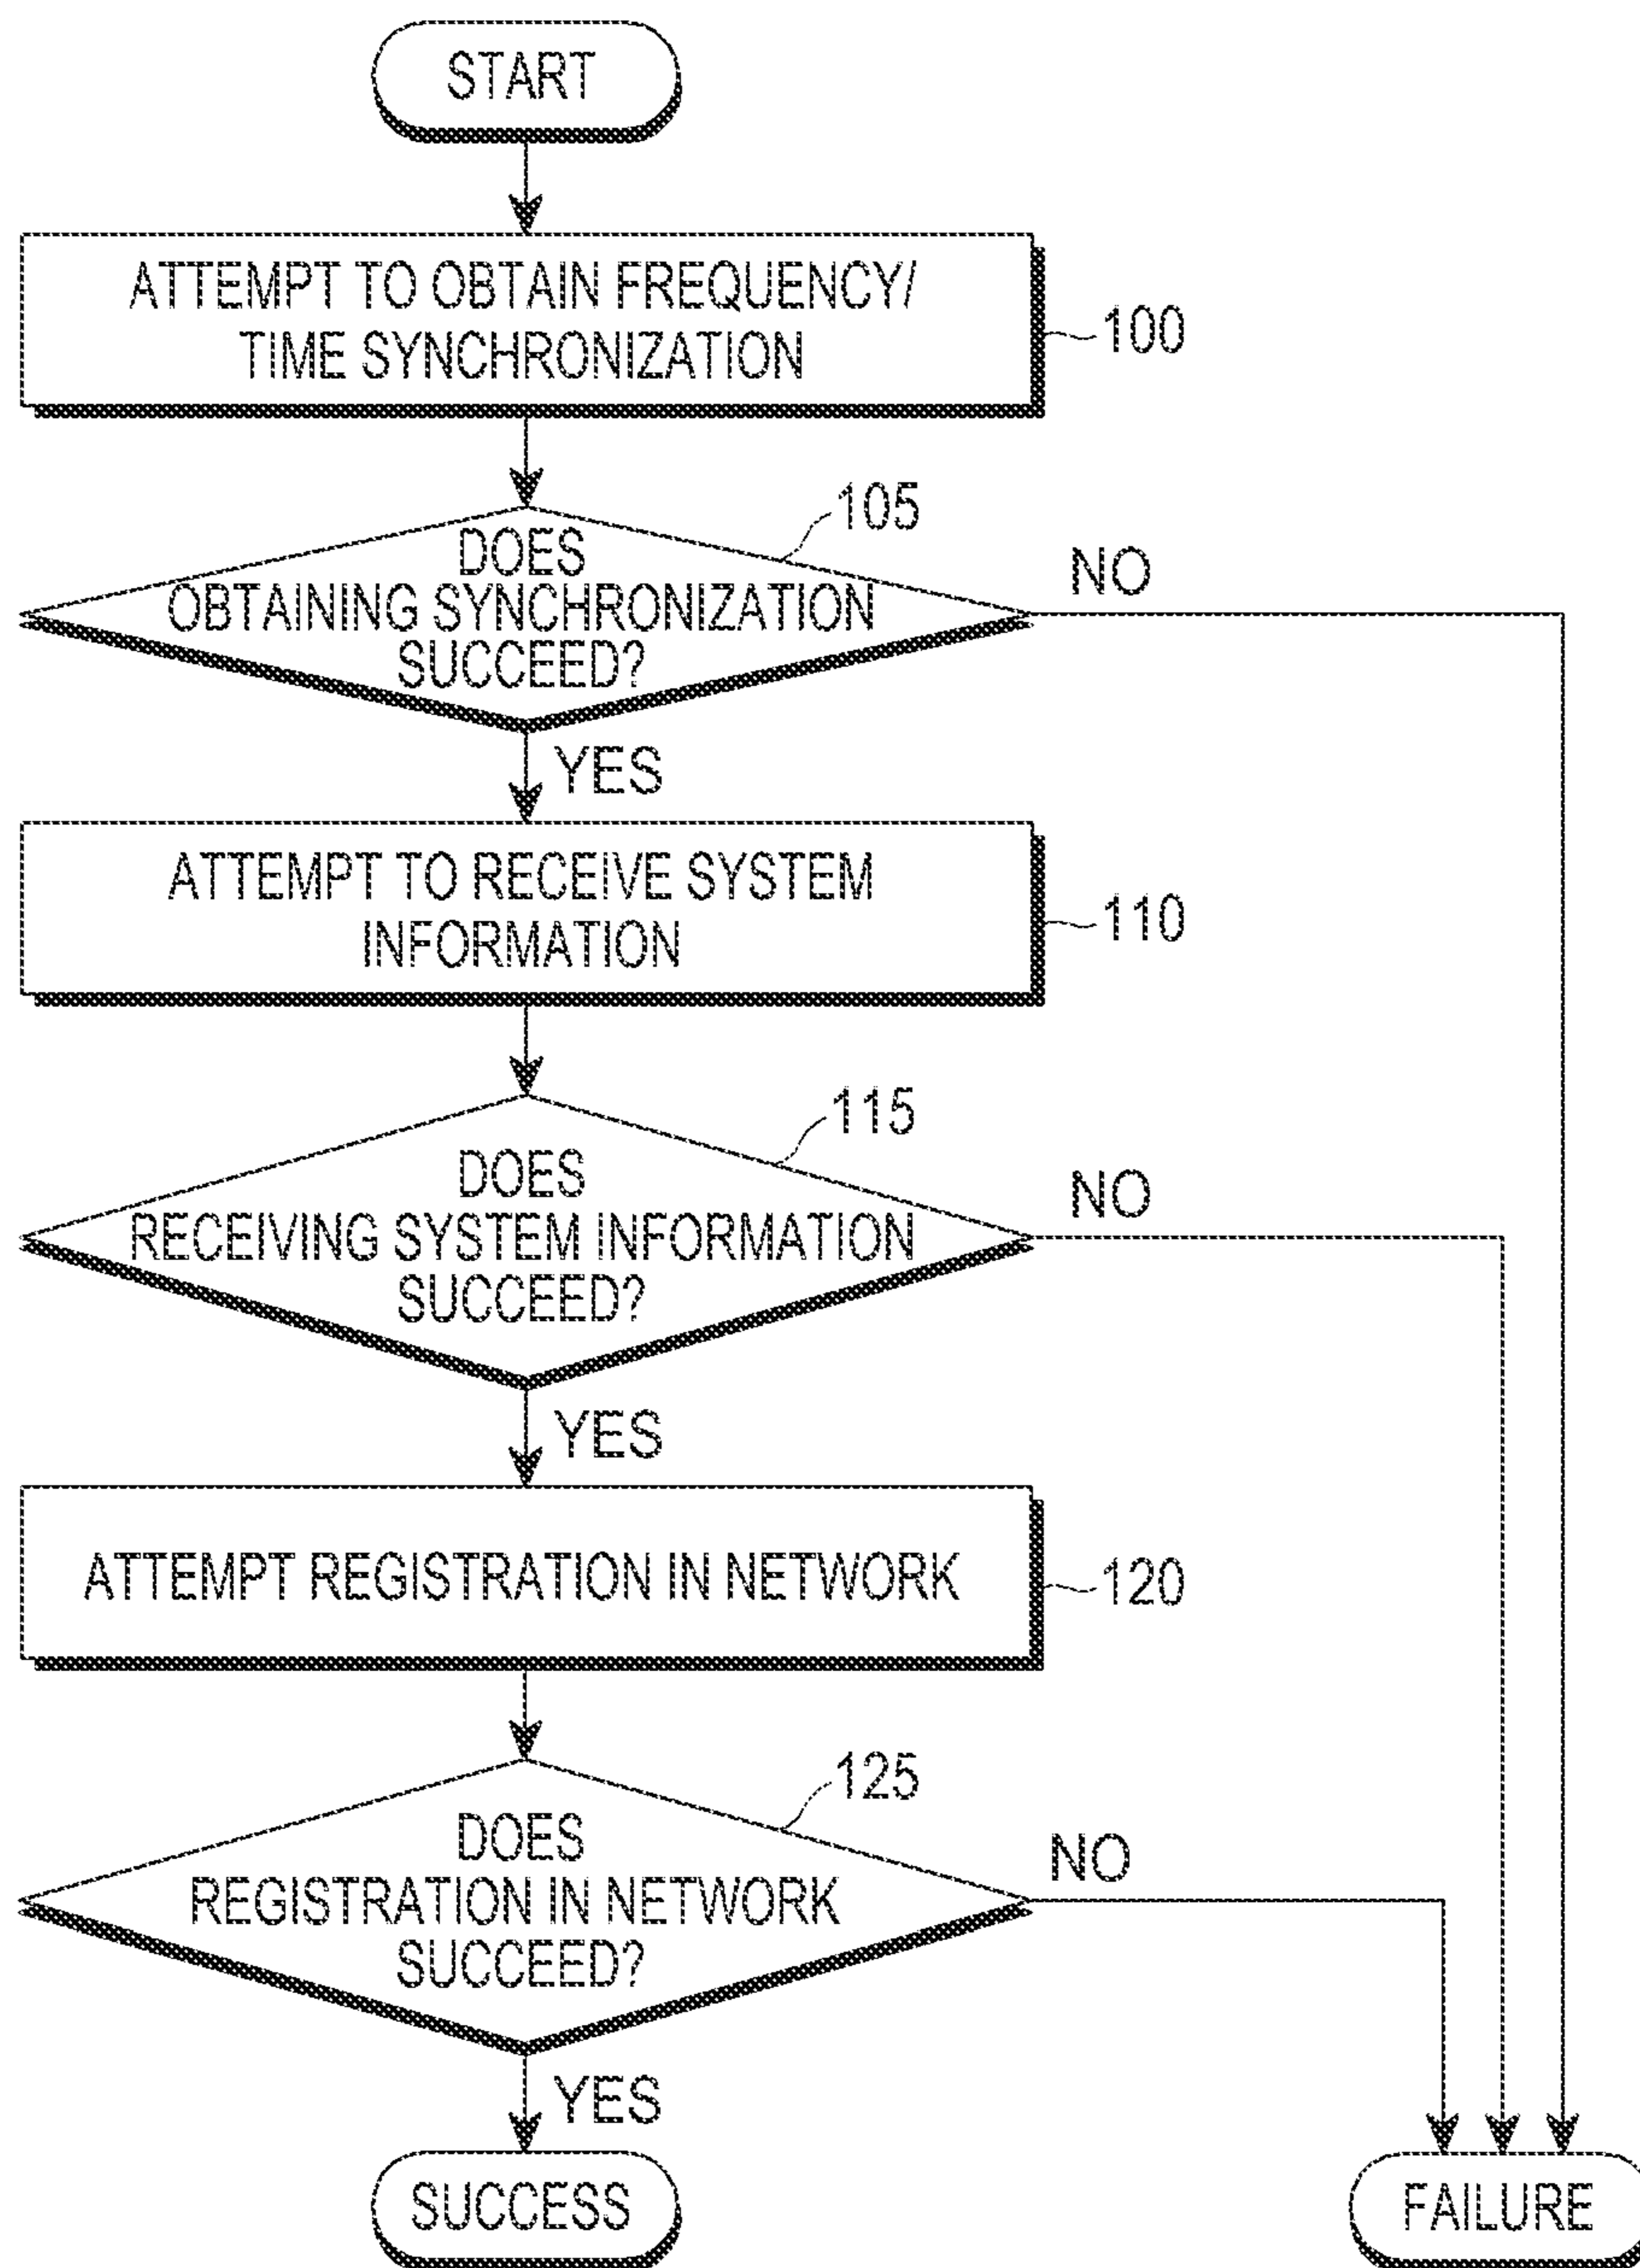 START
ATTEMPT TO OBTAIN FREQUENCY/
TIME SYNCHRONIZATION
100
105
DOES
OBTAINING SYNCHRONIZATION
SUCCEED?
NO
YES
ATTEMPT TO RECEIVE SYSTEM
INFORMATION
110
115
DOES
RECEIVING SYSTEM INFORMATION
SUCCEED?
NO
YES
ATTEMPT REGISTRATION IN NETWORK
120
125
DOES
REGISTRATION IN NETWORK
SUCCEED?
NO
YES
SUCCESS
FAILURE